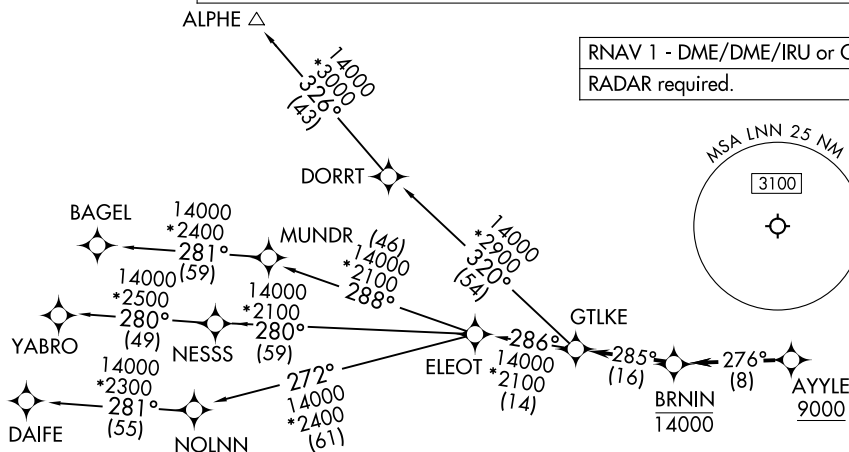 ALPHE
14000
*3000
326°
(43)
RNAV 1 - DME/DME/IRU or
RADAR required.
MSA LNN 25 NM
3100
DORRT
BAGEL
14000
*2400
281°
(59)
MUNDR
(46)
14000
*2100
288°
14000
*2900
320°
(54)
GTLKE
14000
*2500
280°
(49)
YABRO
NESSS
14000
*2100
280°
(59)
ELEOT
286°
14000
*2100
(14)
285°
(16)
BRNIN
14000
276°
(8)
AYYLE
9000
272°
14000
*2400
(61)
14000
*2300
281°
(55)
DAIFE
NOLNN